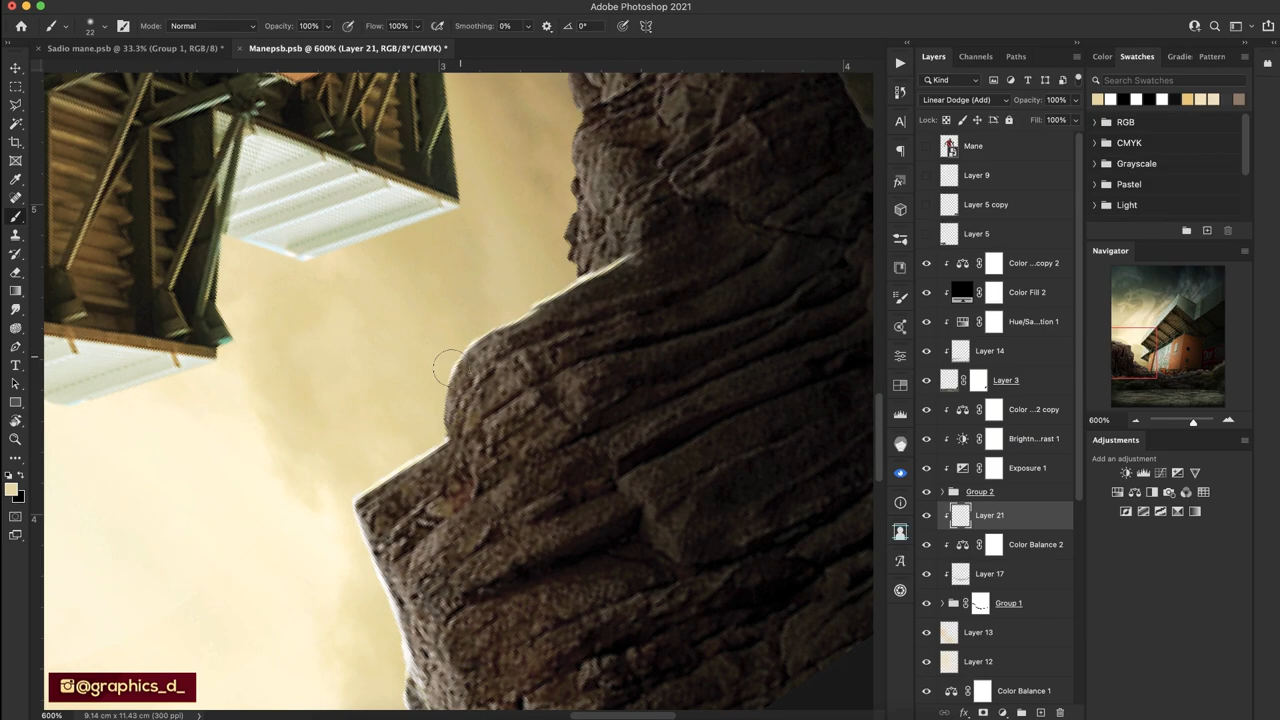 Adobe Photoshop 2021
22
Mode: Normal
Opacity: 100%
Flow: 100%
Smoothing: 0%
0°
Sadio mane.psb @ 33.3% (Group 1, RGB/8) *
Manepsb.psb @ 600% (Layer 21, RGB/8*/CMYK) *
3
4
5
4
@graphics_d_
600%
9.14 cm x 11.43 cm (300 ppi)
Layers
Channels
Paths
Kind
Linear Dodge (Add)
Opacity: 100%
Lock:
Fill: 100%
Mane
Layer 9
Layer 5 copy
Layer 5
Color ...copy 2
Color Fill 2
Hue/Sa...tion 1
Layer 14
Layer 3
Color ...2 copy
Brightn...rast 1
Exposure 1
Group 2
Layer 21
Color Balance 2
Layer 17
Group 1
Layer 13
Layer 12
Color Balance 1
Color
Swatches
Gradie
Pattern
Search Swatches
RGB
CMYK
Grayscale
Pastel
Light
Navigator
600%
Adjustments
Add an adjustment